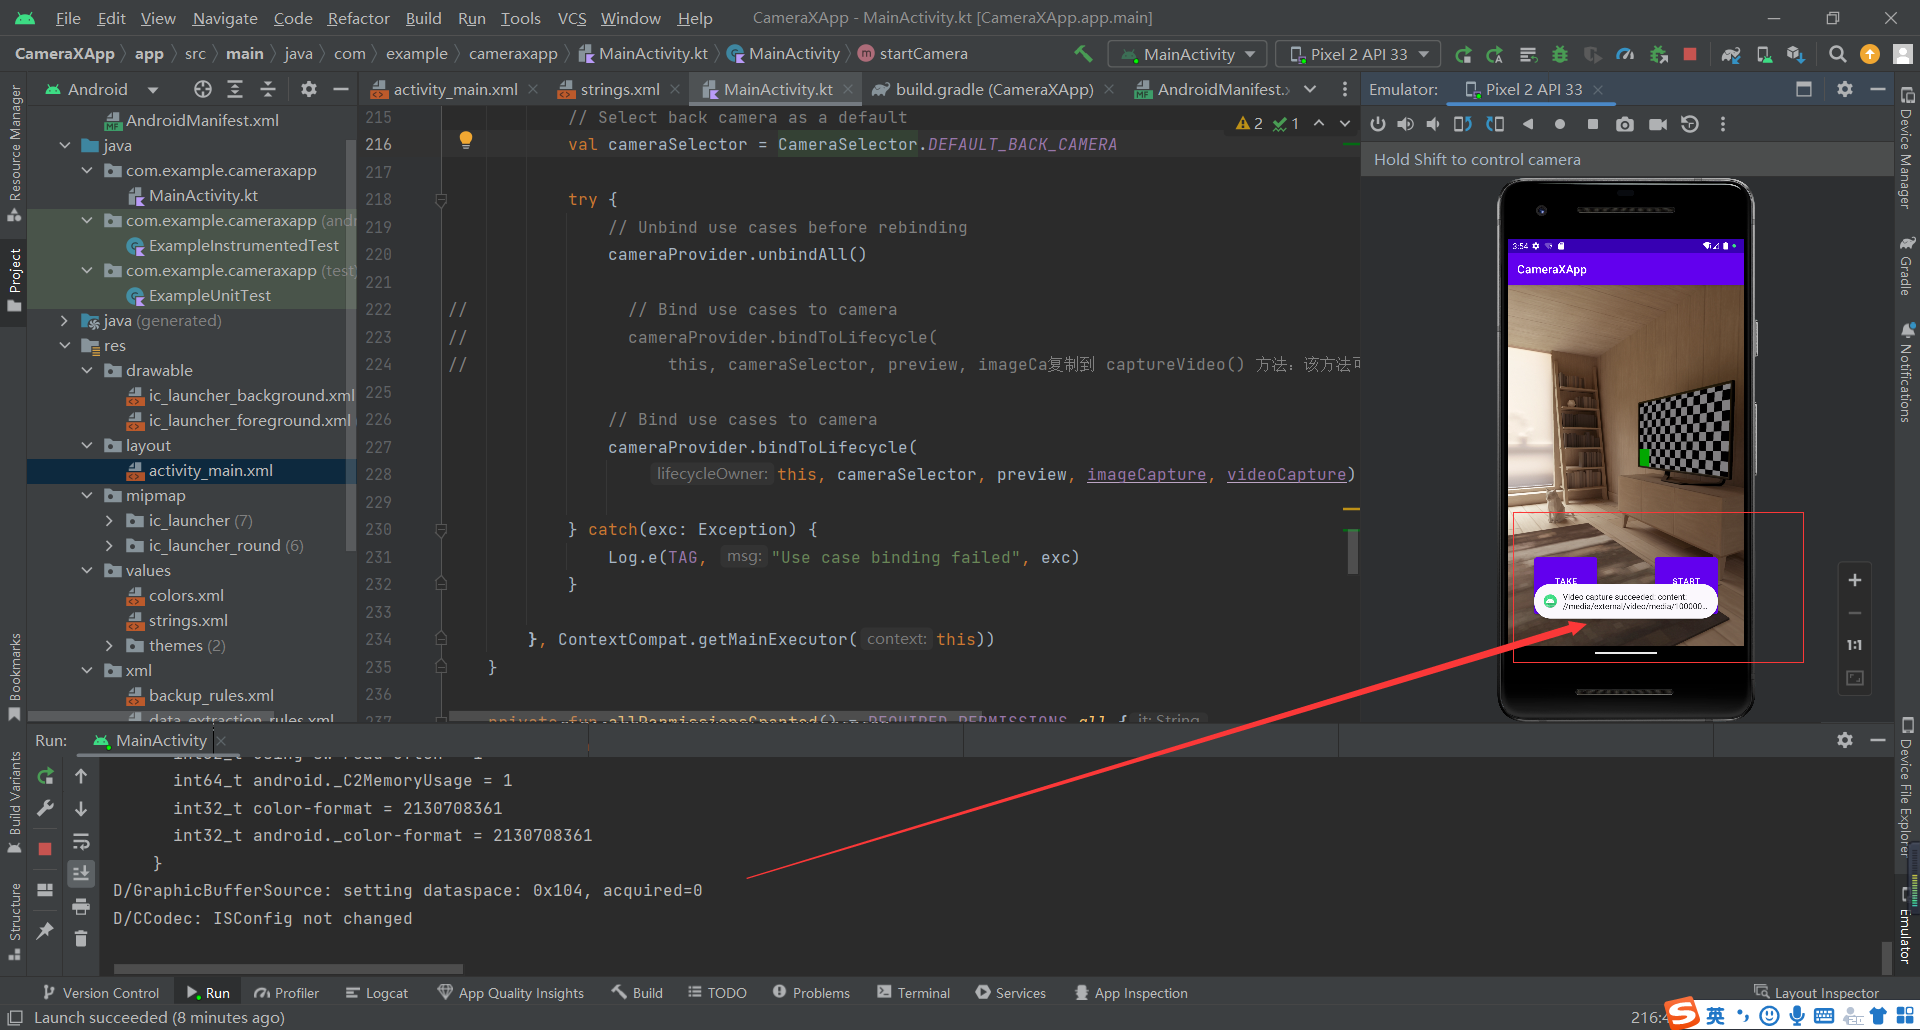 File Edit View Navigate Code Refactor Build Run Tools VCS Window Help CameraXApp - MainActivity.kt [CameraXApp.app.main]
CameraXApp app src main java com example cameraxapp MainActivity.kt MainActivity startCamera MainActivity Pixel 2 API 33
Android activity_main.xml strings.xml MainActivity.kt build.gradle (CameraXApp) AndroidManifest. Emulator: Pixel 2 API 33
Hold Shift to control camera
Resource Manager
Project
Bookmarks
Build Variants
Structure
AndroidManifest.xml
java
com.example.cameraxapp
MainActivity.kt
com.example.cameraxapp (andr
ExampleInstrumentedTest
com.example.cameraxapp (test
ExampleUnitTest
java (generated)
res
drawable
ic_launcher_background.xml
ic_launcher_foreground.xml
layout
activity_main.xml
mipmap
ic_launcher (7)
ic_launcher_round (6)
values
colors.xml
strings.xml
themes (2)
xml
backup_rules.xml
data_extraction_rules.xml
2 1
215 // Select back camera as a default
216 val cameraSelector = CameraSelector.DEFAULT_BACK_CAMERA
217
218 try {
219 // Unbind use cases before rebinding
220 cameraProvider.unbindAll()
221
222 // // Bind use cases to camera
223 // cameraProvider.bindToLifecycle(
224 // this, cameraSelector, preview, imageCa复制到 captureVideo() 方法：该方法可
225
226 // Bind use cases to camera
227 cameraProvider.bindToLifecycle(
228 lifecycleOwner: this, cameraSelector, preview, imageCapture, videoCapture)
229
230 } catch(exc: Exception) {
231 Log.e(TAG, msg: "Use case binding failed", exc)
232 }
233
234 }, ContextCompat.getMainExecutor( context: this))
235 }
236
237 private fun allPermissionsGranted() = REQUIRED_PERMISSIONS.all { it: String
3:54
CameraXApp
TAKE
START
Video capture succeeded: content:
//media/external/video/media/100000...
1:1
Device Manager
Gradle
Notifications
Device File Explorer
Emulator
Run: MainActivity
int64_t android._C2MemoryUsage = 1
int32_t color-format = 2130708361
int32_t android._color-format = 2130708361
}
D/GraphicBufferSource: setting dataspace: 0x104, acquired=0
D/CCodec: ISConfig not changed
Version Control Run Profiler Logcat App Quality Insights Build TODO Problems Terminal Services App Inspection Layout Inspector
Launch succeeded (8 minutes ago) 216:4
S 英